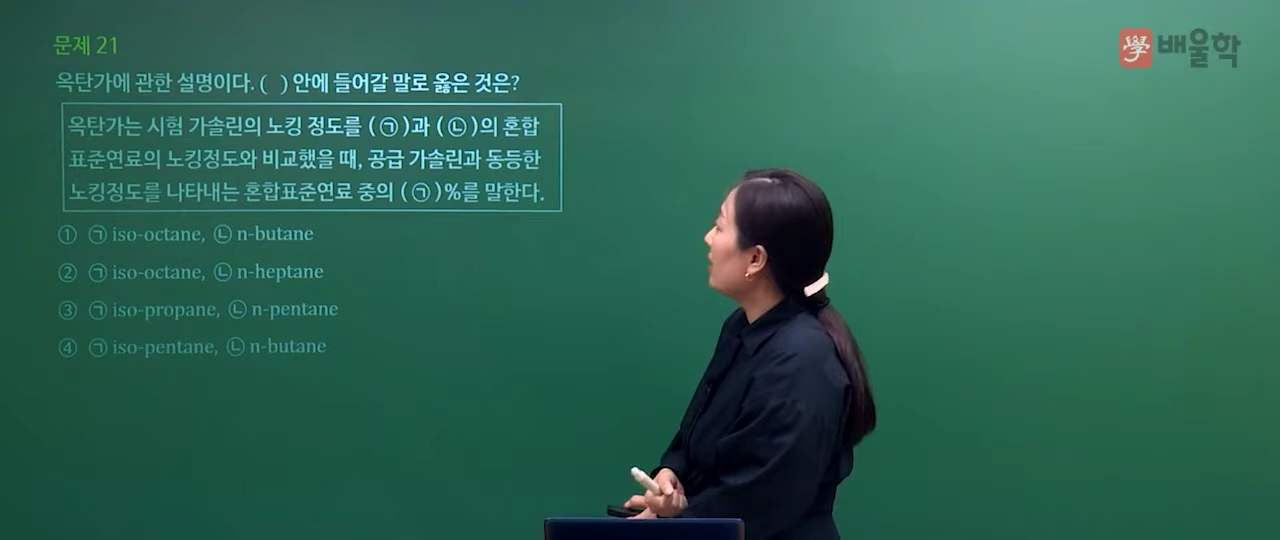 문제 21
學 배울학
옥탄가에 관한 설명이다. ( ) 안에 들어갈 말로 옳은 것은?
옥탄가는 시험 가솔린의 노킹 정도를 (㉠)과 (㉡)의 혼합
표준연료의 노킹정도와 비교했을 때, 공급 가솔린과 동등한
노킹정도를 나타내는 혼합표준연료 중의 (㉠)%를 말한다.
① ㉠ iso-octane, ㉡ n-butane
② ㉠ iso-octane, ㉡ n-heptane
③ ㉠ iso-propane, ㉡ n-pentane
④ ㉠ iso-pentane, ㉡ n-butane